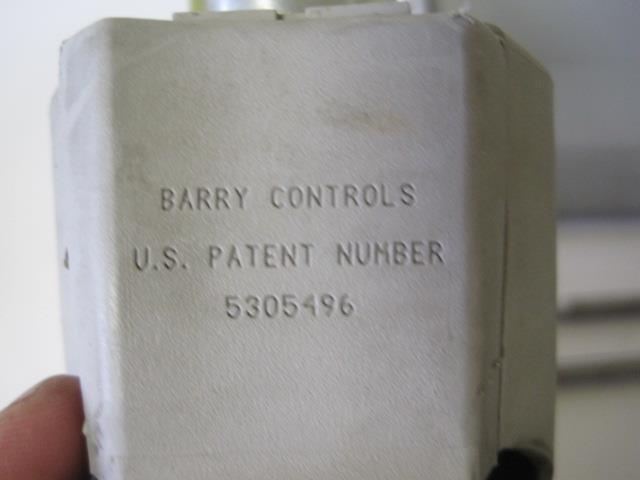 BARRY CONTROLS
U.S. PATENT NUMBER
5305496